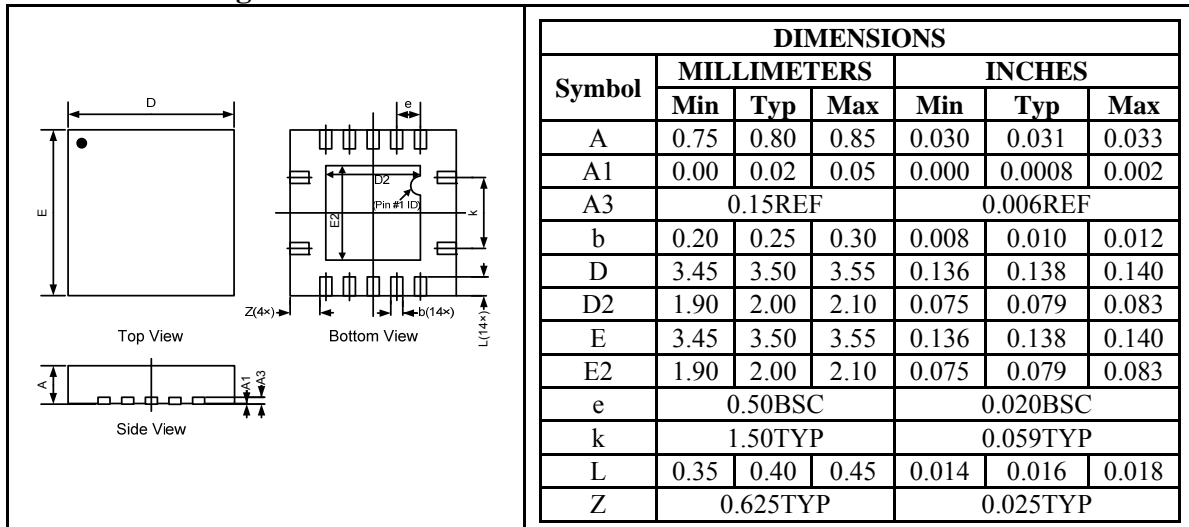 D
E
Top View
A
A1
A3
Side View
e
D2
(Pin #1 ID)
E2
k
Z(4×)
b(14×)
L(14×)
Bottom View
DIMENSIONS
Symbol MILLIMETERS INCHES
Min Typ Max Min Typ Max
A 0.75 0.80 0.85 0.030 0.031 0.033
A1 0.00 0.02 0.05 0.000 0.0008 0.002
A3 0.15REF 0.006REF
b 0.20 0.25 0.30 0.008 0.010 0.012
D 3.45 3.50 3.55 0.136 0.138 0.140
D2 1.90 2.00 2.10 0.075 0.079 0.083
E 3.45 3.50 3.55 0.136 0.138 0.140
E2 1.90 2.00 2.10 0.075 0.079 0.083
e 0.50BSC 0.020BSC
k 1.50TYP 0.059TYP
L 0.35 0.40 0.45 0.014 0.016 0.018
Z 0.625TYP 0.025TYP